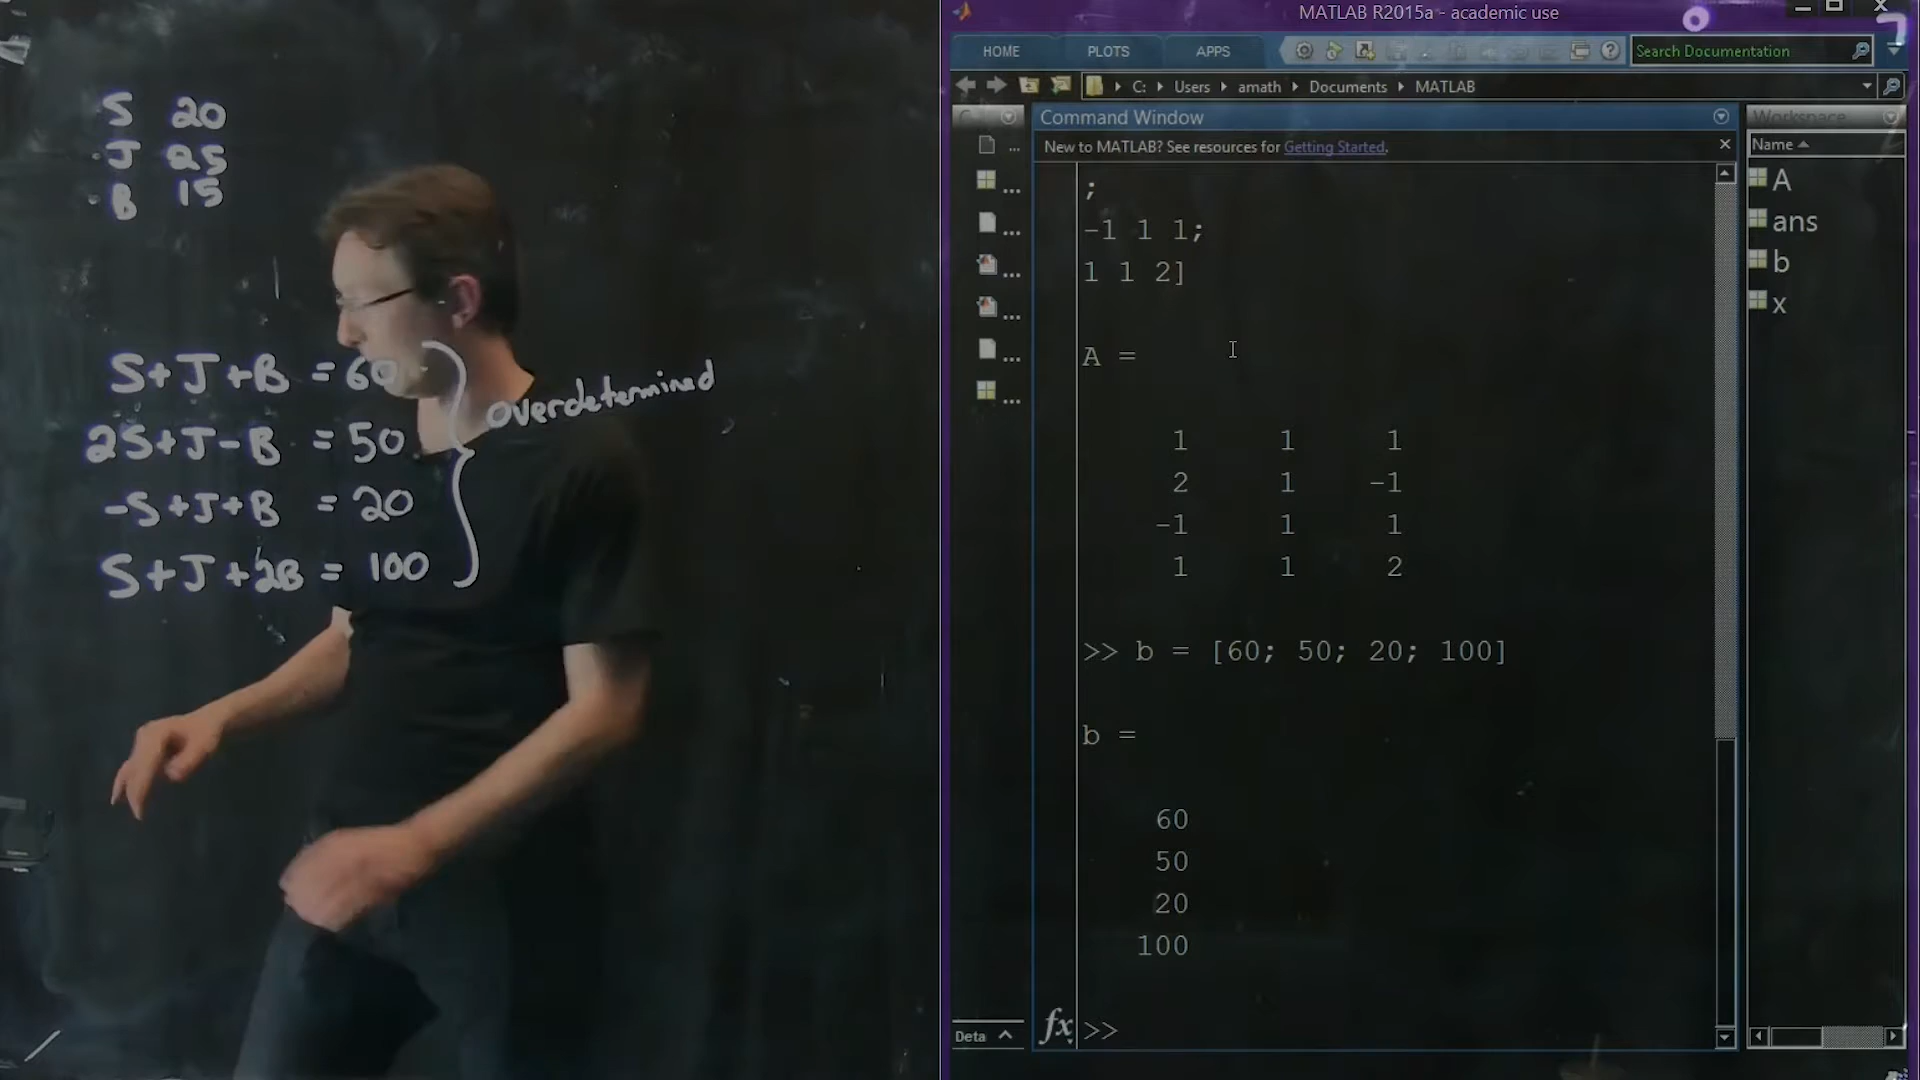 S 20
J 25
B 15
S+J+B = 60
2S+J-B = 50
-S+J+B = 20
S+J+2B = 100
overdetermined
MATLAB R2015a - academic use
HOME PLOTS APPS
Search Documentation
C: Users amath Documents MATLAB
Command Window
New to MATLAB? See resources for Getting Started.
;
-1 1 1;
1 1 2]
A =
1 1 1
2 1 -1
-1 1 1
1 1 2
>> b = [60; 50; 20; 100]
b =
60
50
20
100
fx >>
Workspace
Name
A
ans
b
x
C...
...
...
...
...
...
...
Deta